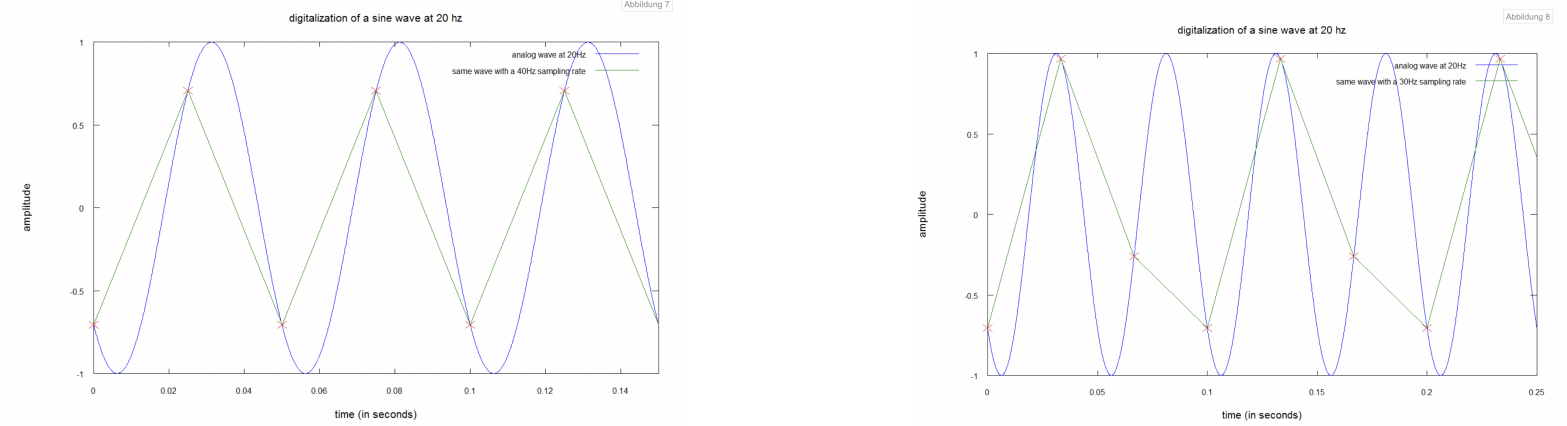 Abbildung 7
digitalization of a sine wave at 20 hz
analog wave at 20Hz
same wave with a 40Hz sampling rate
1
0.5
0
-0.5
-1
amplitude
0 0.02 0.04 0.06 0.08 0.1 0.12 0.14
time (in seconds)
Abbildung 8
digitalization of a sine wave at 20 hz
analog wave at 20Hz
same wave with a 30Hz sampling rate
1
0.5
0
-0.5
-1
amplitude
0 0.05 0.1 0.15 0.2 0.25
time (in seconds)